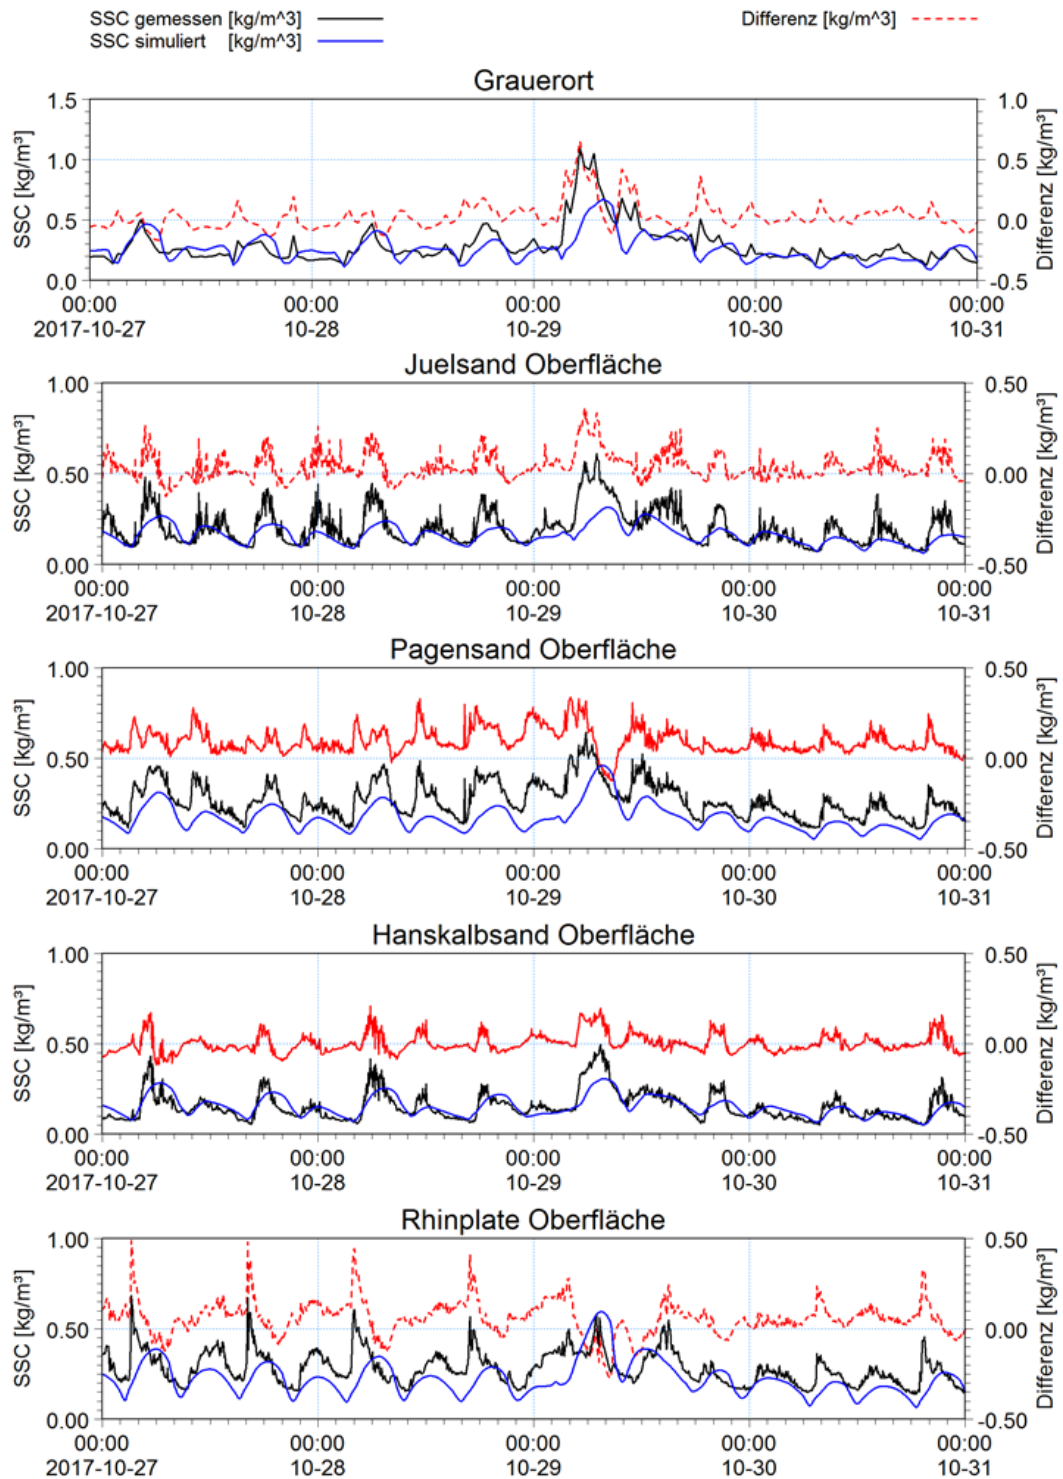 SSC gemessen [kg/m^3]
SSC simuliert [kg/m^3]
Differenz [kg/m^3]
Grauerort
SSC [kg/m³]
1.5
1.0
0.5
0.0
1.0
0.5
0.0
-0.5
Differenz [kg/m³]
00:00 00:00 00:00 00:00 00:00
2017-10-27 10-28 10-29 10-30 10-31
Juelsand Oberfläche
SSC [kg/m³]
1.00
0.50
0.00
0.50
0.00
-0.50
Differenz [kg/m³]
00:00 00:00 00:00 00:00 00:00
2017-10-27 10-28 10-29 10-30 10-31
Pagensand Oberfläche
SSC [kg/m³]
1.00
0.50
0.00
0.50
0.00
-0.50
Differenz [kg/m³]
00:00 00:00 00:00 00:00 00:00
2017-10-27 10-28 10-29 10-30 10-31
Hanskalbsand Oberfläche
SSC [kg/m³]
1.00
0.50
0.00
0.50
0.00
-0.50
Differenz [kg/m³]
00:00 00:00 00:00 00:00 00:00
2017-10-27 10-28 10-29 10-30 10-31
Rhinplate Oberfläche
SSC [kg/m³]
1.00
0.50
0.00
0.50
0.00
-0.50
Differenz [kg/m³]
00:00 00:00 00:00 00:00 00:00
2017-10-27 10-28 10-29 10-30 10-31